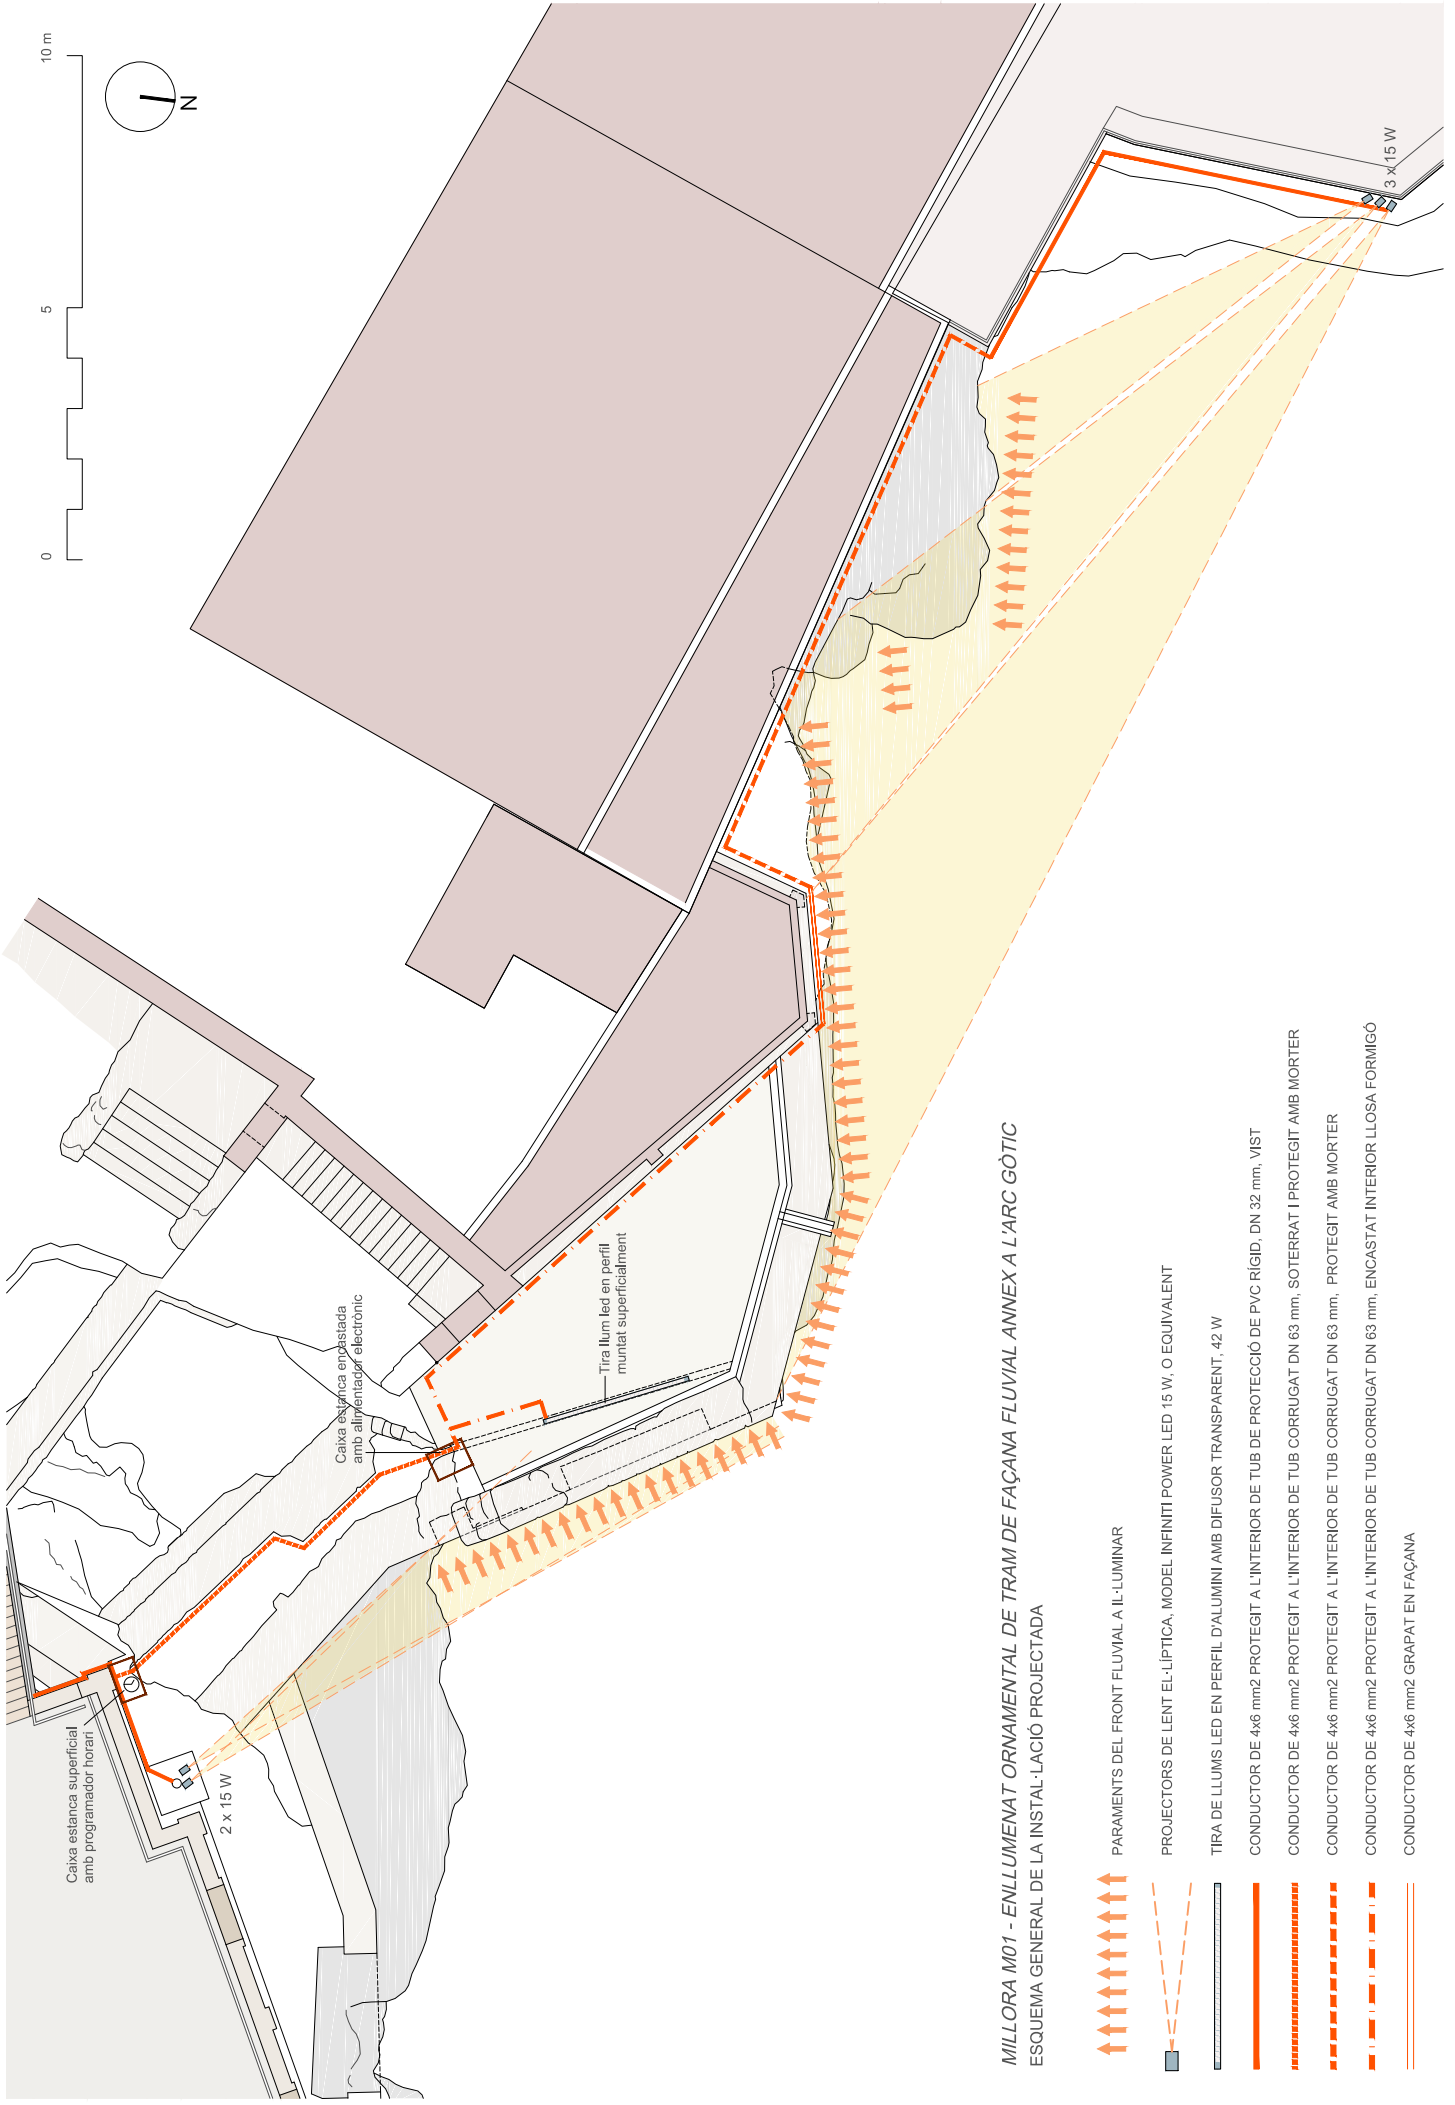 Caixa estanca superficial
amb programador horari
2 x 15 W
Caixa estanca encastada
amb alimentador electrònic
Tira llum led en perfil
muntat superficialment
0
5
10 m
N
3 x 15 W
MILLORA M01 - ENLLUMENAT ORNAMENTAL DE TRAM DE FAÇANA FLUVIAL ANNEX A L'ARC GÒTIC
ESQUEMA GENERAL DE LA INSTAL·LACIÓ PROJECTADA
PARAMENTS DEL FRONT FLUVIAL A IL·LUMINAR
PROJECTORS DE LENT EL·LÍPTICA, MODEL INFINITI POWER LED 15 W, O EQUIVALENT
TIRA DE LLUMS LED EN PERFIL D'ALUMINI AMB DIFUSOR TRANSPARENT, 42 W
CONDUCTOR DE 4x6 mm2 PROTEGIT A L'INTERIOR DE TUB DE PROTECCIÓ DE PVC RÍGID, DN 32 mm, VIST
CONDUCTOR DE 4x6 mm2 PROTEGIT A L'INTERIOR DE TUB CORRUGAT DN 63 mm, SOTERRAT I PROTEGIT AMB MORTER
CONDUCTOR DE 4x6 mm2 PROTEGIT A L'INTERIOR DE TUB CORRUGAT DN 63 mm, PROTEGIT AMB MORTER
CONDUCTOR DE 4x6 mm2 PROTEGIT A L'INTERIOR DE TUB CORRUGAT DN 63 mm, ENCASTAT INTERIOR LLOSA FORMIGÓ
CONDUCTOR DE 4x6 mm2 GRAPAT EN FAÇANA